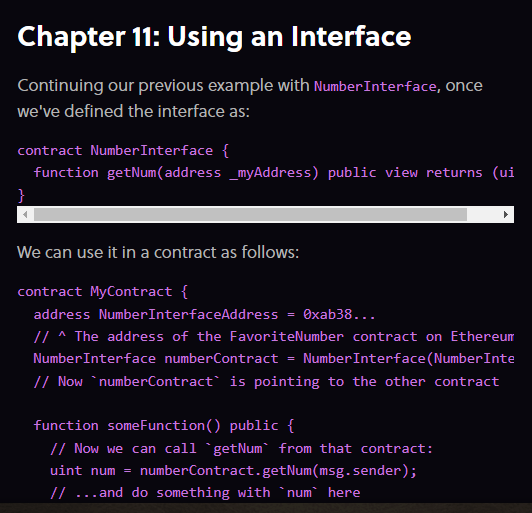 Chapter 11: Using an Interface
Continuing our previous example with NumberInterface, once
we've defined the interface as:
contract NumberInterface {
function getNum(address _myAddress) public view returns (ui
}
We can use it in a contract as follows:
contract MyContract {
address NumberInterfaceAddress = 0xab38...
// ^ The address of the FavoriteNumber contract on Ethereum
NumberInterface numberContract = NumberInterface(NumberInte
// Now `numberContract` is pointing to the other contract
function someFunction() public {
// Now we can call `getNum` from that contract:
uint num = numberContract.getNum(msg.sender);
// ...and do something with `num` here